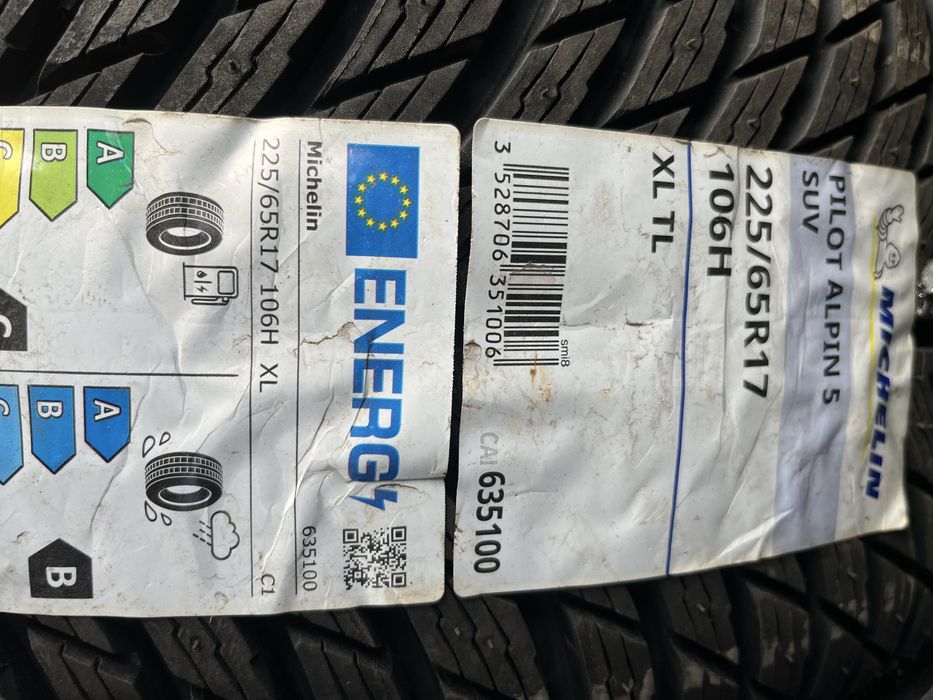 MICHELIN
PILOT ALPIN 5
SUV
225/65R17
106H
XL TL
smi8
3 528706 351006
CAI 635100
ENERG
Michelin
635100
225/65R17 106H XL
C1
A
B
C
C
A
B
C
B